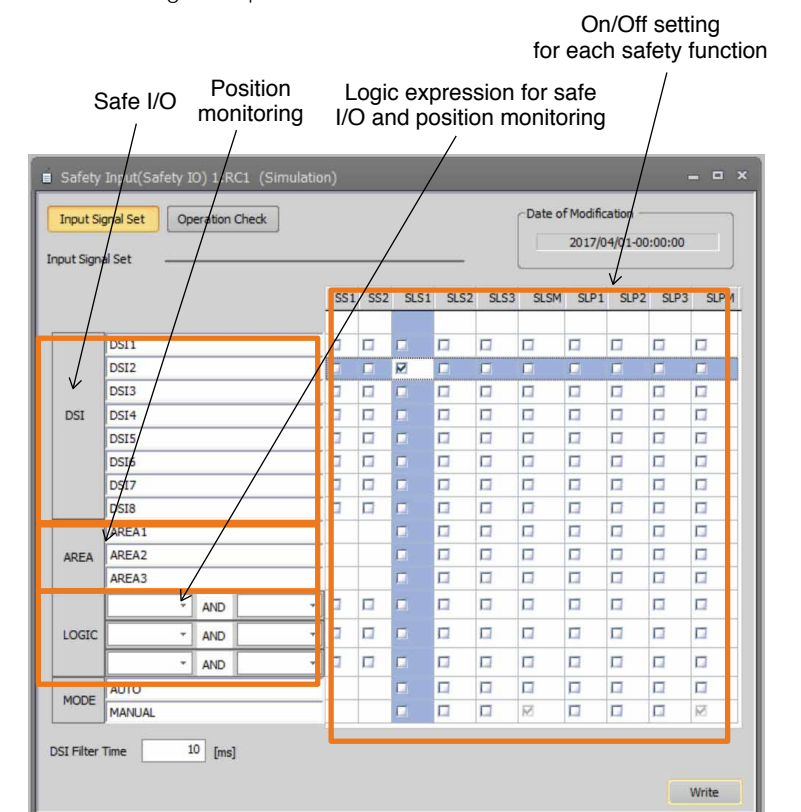 On/Off setting
for each safety function
Safe I/O
Position
monitoring
Logic expression for safe
I/O and position monitoring
Safety Input(Safety IO) 1:RC1 (Simulation)
Input Signal Set
Operation Check
Date of Modification
2017/04/01-00:00:00
Input Signal Set
SS1 SS2 SLS1 SLS2 SLS3 SLSM SLP1 SLP2 SLP3 SLPM
DSI
DSI1
DSI2
DSI3
DSI4
DSI5
DSI6
DSI7
DSI8
AREA
AREA1
AREA2
AREA3
LOGIC
AND
AND
AND
MODE
AUTO
MANUAL
DSI Filter Time 10 [ms]
Write